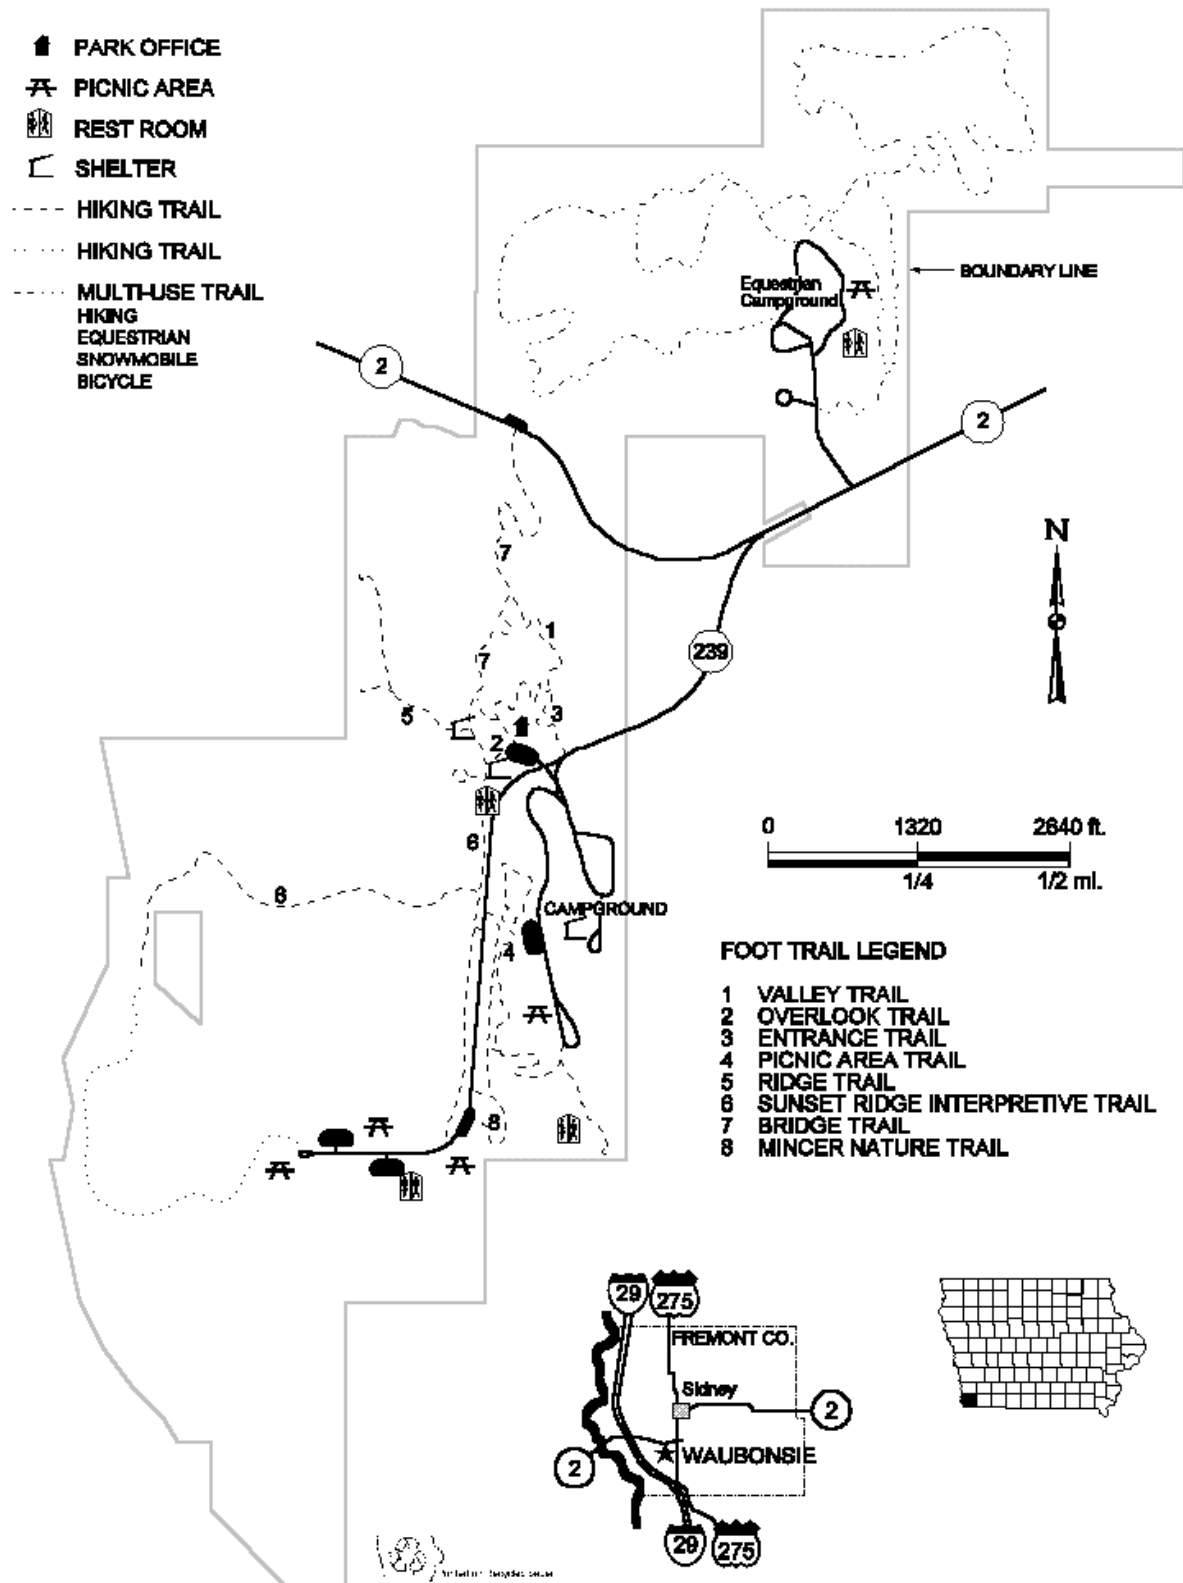 PARK OFFICE
PICNIC AREA
REST ROOM
SHELTER
HIKING TRAIL
HIKING TRAIL
MULTI-USE TRAIL
HIKING
EQUESTRIAN
SNOWMOBILE
BICYCLE
2
Equestrian
Campground
BOUNDARY LINE
2
7
1
7
239
5
3
2
6
6
CAMPGROUND
4
8
N
0 1320 2640 ft.
1/4 1/2 mi.
FOOT TRAIL LEGEND
1 VALLEY TRAIL
2 OVERLOOK TRAIL
3 ENTRANCE TRAIL
4 PICNIC AREA TRAIL
5 RIDGE TRAIL
6 SUNSET RIDGE INTERPRETIVE TRAIL
7 BRIDGE TRAIL
8 MINCER NATURE TRAIL
29 275
FREMONT CO.
Sidney
2
WAUBONSIE
2
29 275